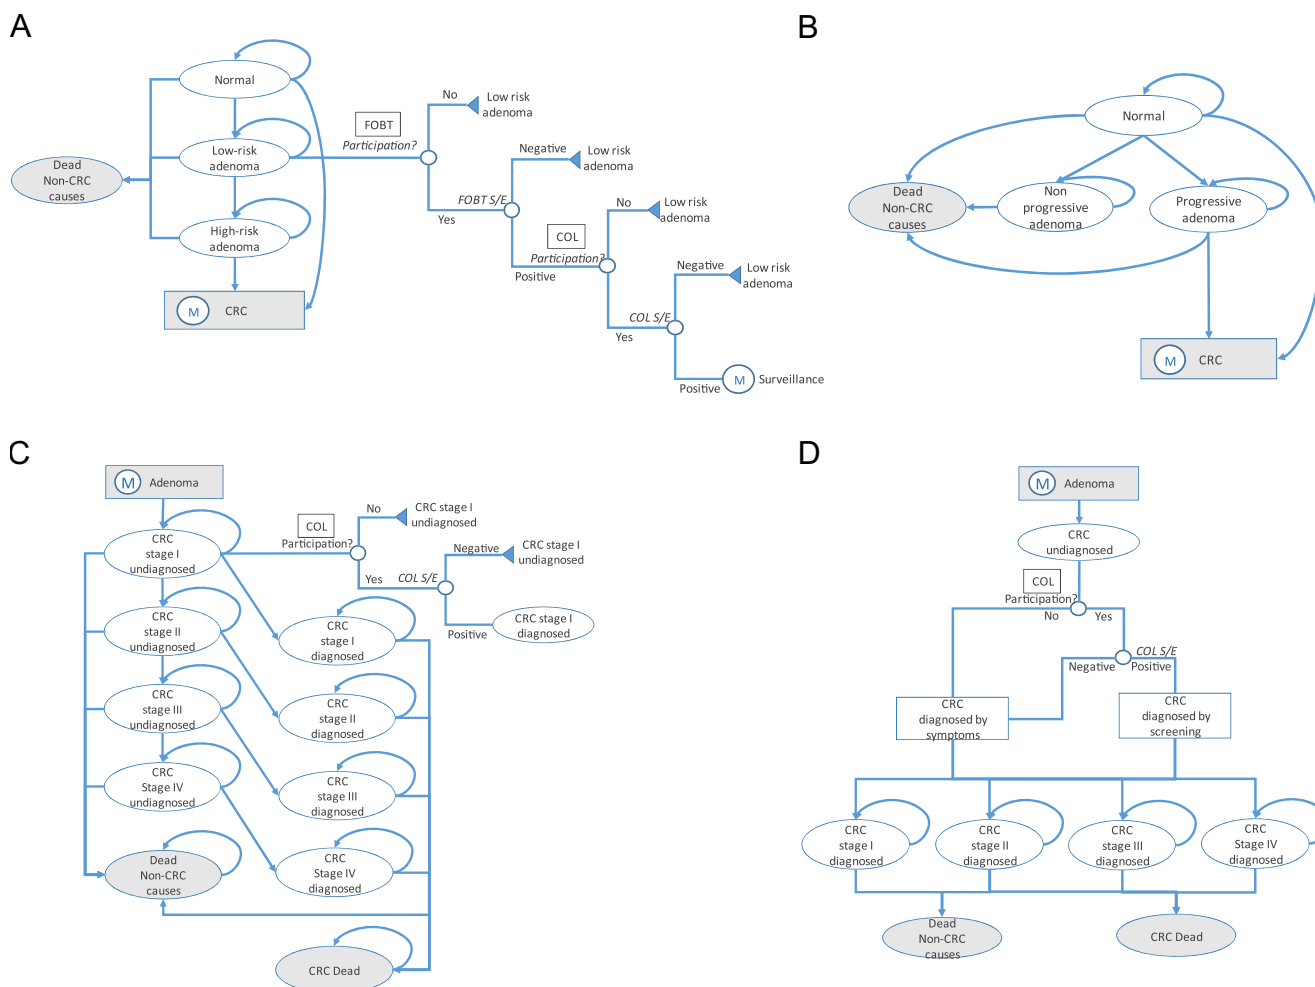 A
Normal
Low-risk
adenoma
High-risk
adenoma
Dead
Non-CRC
causes
M
CRC
FOBT
Participation?
No
Low risk
adenoma
Yes
FOBT S/E
Negative
Low risk
adenoma
Positive
COL
Participation?
No
Low risk
adenoma
Yes
COL S/E
Negative
Low risk
adenoma
Positive
M
Surveillance
B
Normal
Dead
Non-CRC
causes
Non
progressive
adenoma
Progressive
adenoma
M
CRC
C
M
Adenoma
CRC
stage I
undiagnosed
CRC
stage II
undiagnosed
CRC
stage III
undiagnosed
CRC
Stage IV
undiagnosed
Dead
Non-CRC
causes
COL
Participation?
No
CRC stage I
undiagnosed
Yes
COL S/E
Negative
CRC stage I
undiagnosed
Positive
CRC stage I
diagnosed
CRC
stage I
diagnosed
CRC
stage II
diagnosed
CRC
stage III
diagnosed
CRC
Stage IV
diagnosed
CRC Dead
D
M
Adenoma
CRC
undiagnosed
COL
Participation?
No
Yes
COL S/E
Negative
Positive
CRC
diagnosed by
symptoms
CRC
diagnosed by
screening
CRC
stage I
diagnosed
CRC
stage II
diagnosed
CRC
stage III
diagnosed
CRC
Stage IV
diagnosed
Dead
Non-CRC
causes
CRC Dead